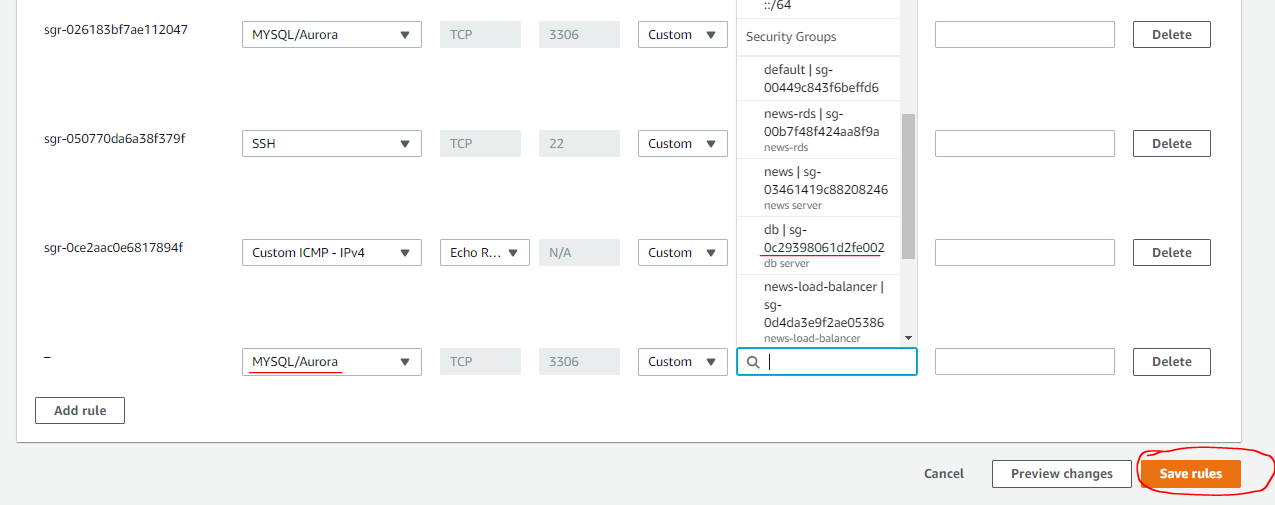 ::/64
sgr-026183bf7ae112047 MYSQL/Aurora TCP 3306 Custom Delete
Security Groups
default | sg-
00449c843f6beffd6
news-rds | sg-
00b7f48f424aa8f9a
news-rds
sgr-050770da6a38f379f SSH TCP 22 Custom Delete
news | sg-
03461419c88208246
news server
db | sg-
0c29398061d2fe002
db server
sgr-0ce2aac0e6817894f Custom ICMP - IPv4 Echo R... N/A Custom Delete
news-load-balancer |
sg-
0d4da3e9f2ae05386
news-load-balancer
– MYSQL/Aurora TCP 3306 Custom Delete
Add rule
Cancel Preview changes Save rules